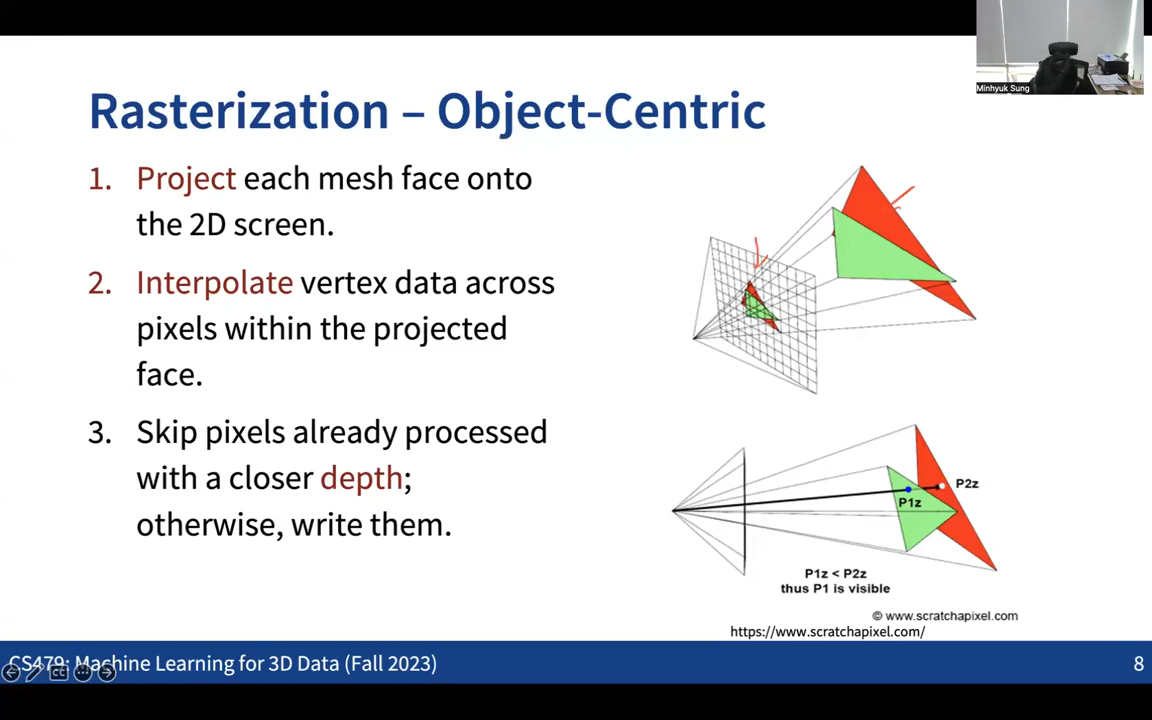 Minhyuk Sung
Rasterization – Object-Centric
1. Project each mesh face onto
the 2D screen.
2. Interpolate vertex data across
pixels within the projected
face.
3. Skip pixels already processed
with a closer depth;
otherwise, write them.
P2z
P1z
P1z < P2z
thus P1 is visible
© www.scratchapixel.com
https://www.scratchapixel.com/
CS479: Machine Learning for 3D Data (Fall 2023)
8